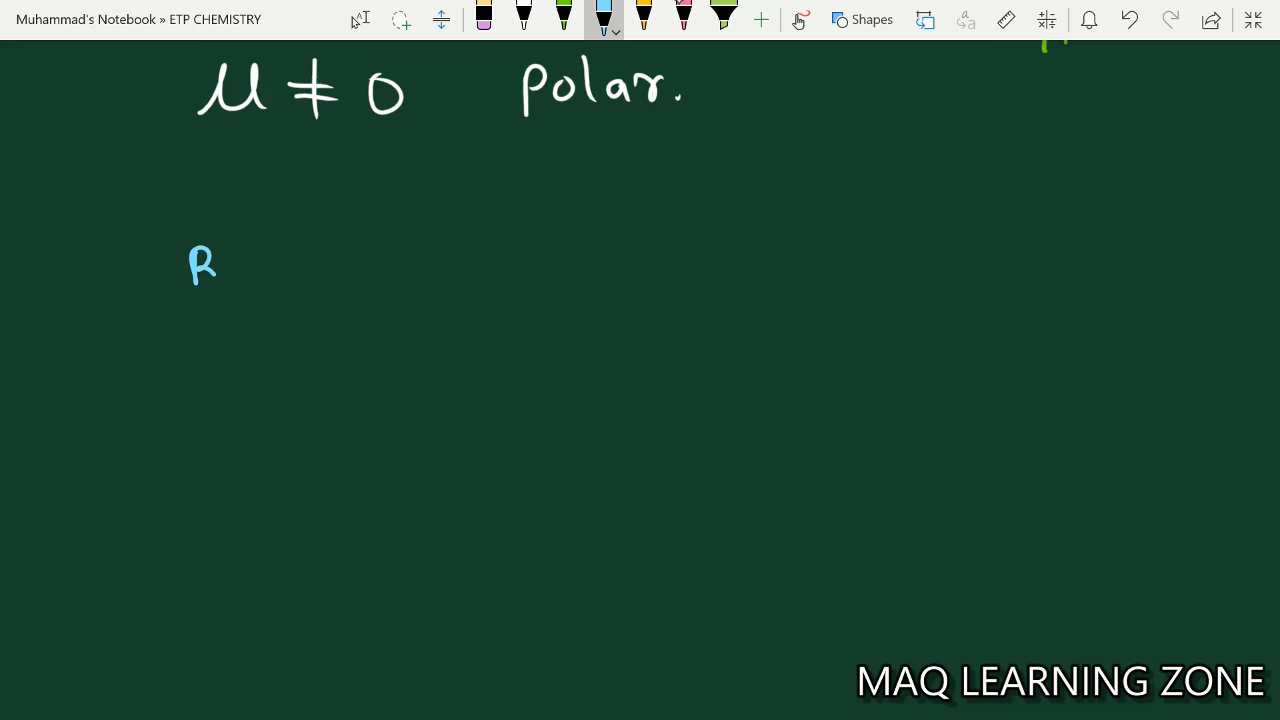 Muhammad's Notebook » ETP CHEMISTRY
Shapes
μ ≠ 0 Polar.
R
MAQ LEARNING ZONE